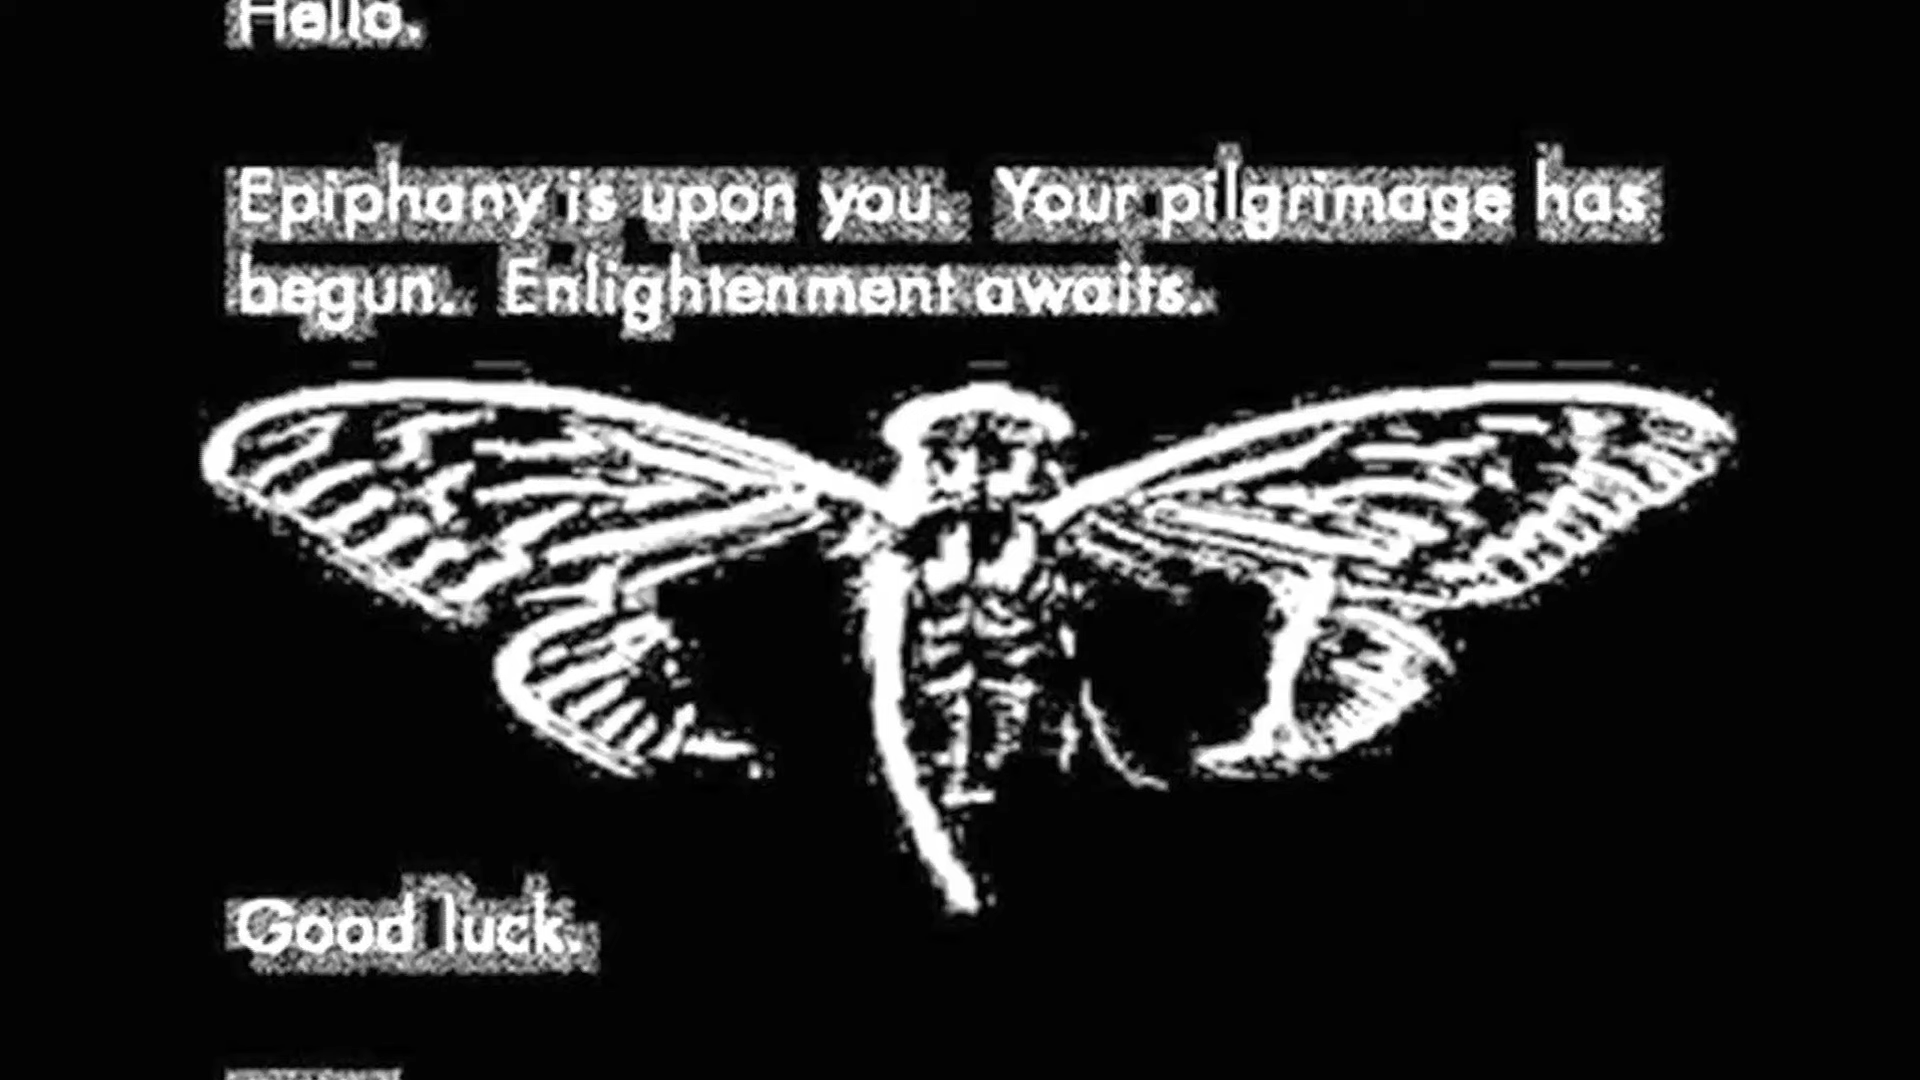 Hello.
Epiphany is upon you. Your pilgrimage has
begun. Enlightenment awaits.
Good luck.